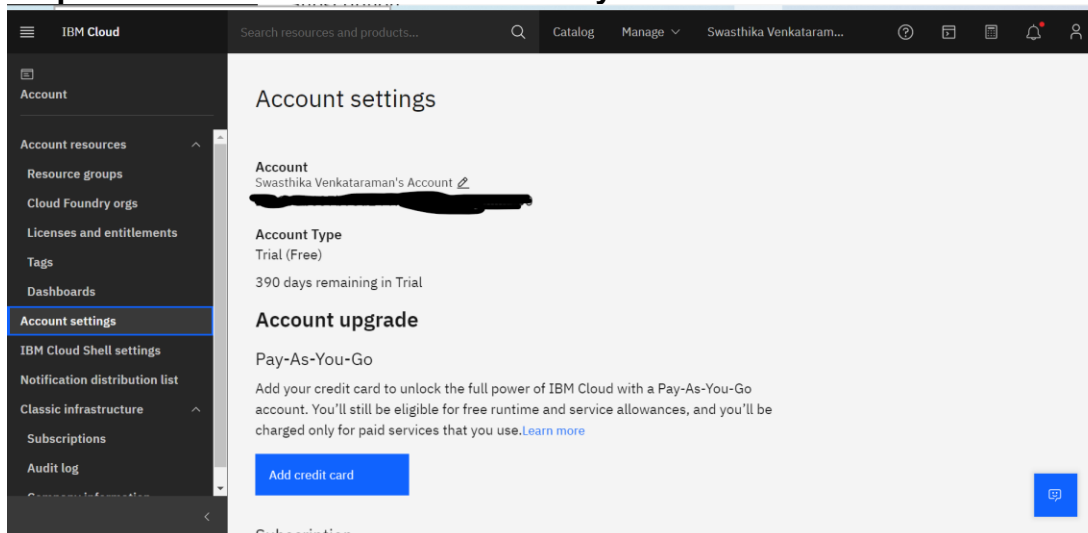 IBM Cloud
Search resources and products...
Catalog
Manage
Swasthika Venkataram...
Account
Account resources
Resource groups
Cloud Foundry orgs
Licenses and entitlements
Tags
Dashboards
Account settings
IBM Cloud Shell settings
Notification distribution list
Classic infrastructure
Subscriptions
Audit log
Company information
Account settings
Account
Swasthika Venkataraman's Account
Account Type
Trial (Free)
390 days remaining in Trial
Account upgrade
Pay-As-You-Go
Add your credit card to unlock the full power of IBM Cloud with a Pay-As-You-Go
account. You'll still be eligible for free runtime and service allowances, and you'll be
charged only for paid services that you use.Learn more
Add credit card
Subscription